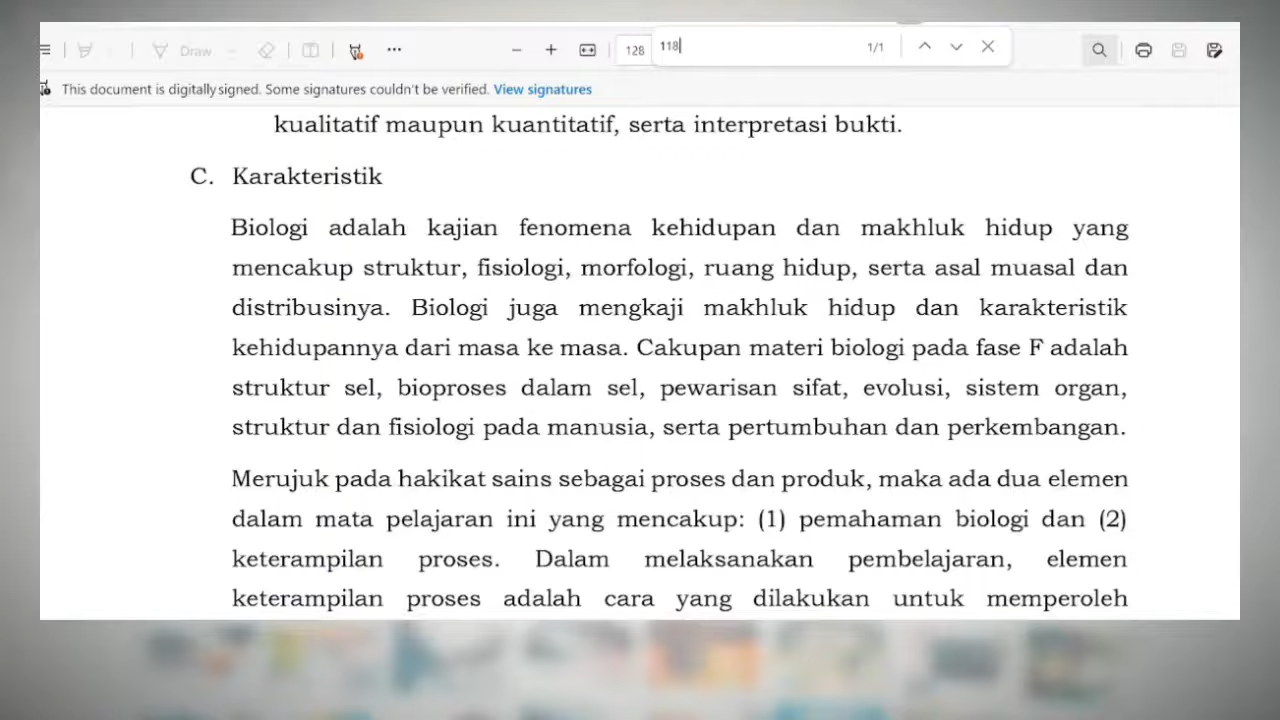 Draw
128
118
1/1
This document is digitally signed. Some signatures couldn't be verified. View signatures
kualitatif maupun kuantitatif, serta interpretasi bukti.
C. Karakteristik
Biologi adalah kajian fenomena kehidupan dan makhluk hidup yang
mencakup struktur, fisiologi, morfologi, ruang hidup, serta asal muasal dan
distribusinya. Biologi juga mengkaji makhluk hidup dan karakteristik
kehidupannya dari masa ke masa. Cakupan materi biologi pada fase F adalah
struktur sel, bioproses dalam sel, pewarisan sifat, evolusi, sistem organ,
struktur dan fisiologi pada manusia, serta pertumbuhan dan perkembangan.
Merujuk pada hakikat sains sebagai proses dan produk, maka ada dua elemen
dalam mata pelajaran ini yang mencakup: (1) pemahaman biologi dan (2)
keterampilan proses. Dalam melaksanakan pembelajaran, elemen
keterampilan proses adalah cara yang dilakukan untuk memperoleh